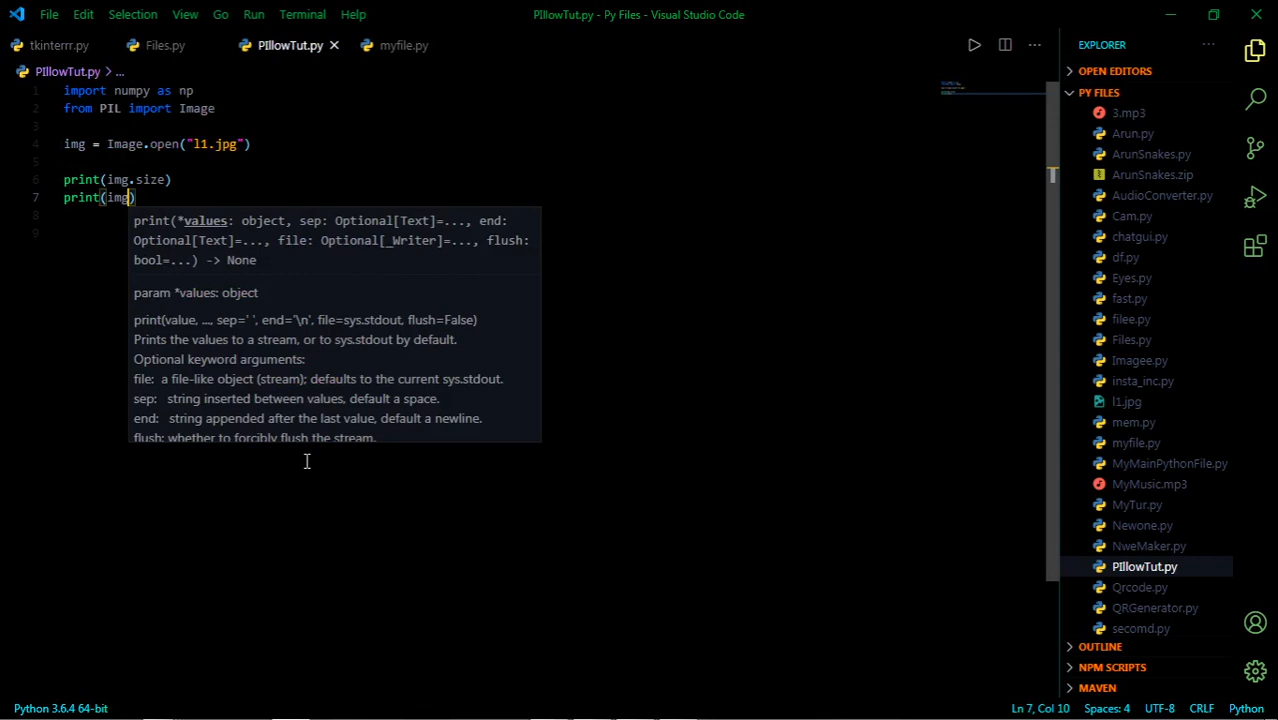 File Edit Selection View Go Run Terminal Help
PIllowTut.py - Py Files - Visual Studio Code
tkinterrr.py Files.py PIllowTut.py myfile.py
PIllowTut.py > ...
1 import numpy as np
2 from PIL import Image
3
4 img = Image.open("l1.jpg")
5
6 print(img.size)
7 print(img)
8
9
print(*values: object, sep: Optional[Text]=..., end:
Optional[Text]=..., file: Optional[_Writer]=..., flush:
bool=...) -> None
param *values: object
print(value, ..., sep=' ', end='\n', file=sys.stdout, flush=False)
Prints the values to a stream, or to sys.stdout by default.
Optional keyword arguments:
file: a file-like object (stream); defaults to the current sys.stdout.
sep: string inserted between values, default a space.
end: string appended after the last value, default a newline.
flush: whether to forcibly flush the stream.
EXPLORER
OPEN EDITORS
PY FILES
3.mp3
Arun.py
ArunSnakes.py
ArunSnakes.zip
AudioConverter.py
Cam.py
chatgui.py
df.py
Eyes.py
fast.py
filee.py
Files.py
Imagee.py
insta_inc.py
l1.jpg
mem.py
myfile.py
MyMainPythonFile.py
MyMusic.mp3
MyTur.py
Newone.py
NweMaker.py
PIllowTut.py
Qrcode.py
QRGenerator.py
secomd.py
OUTLINE
NPM SCRIPTS
MAVEN
Python 3.6.4 64-bit
Ln 7, Col 10 Spaces: 4 UTF-8 CRLF Python